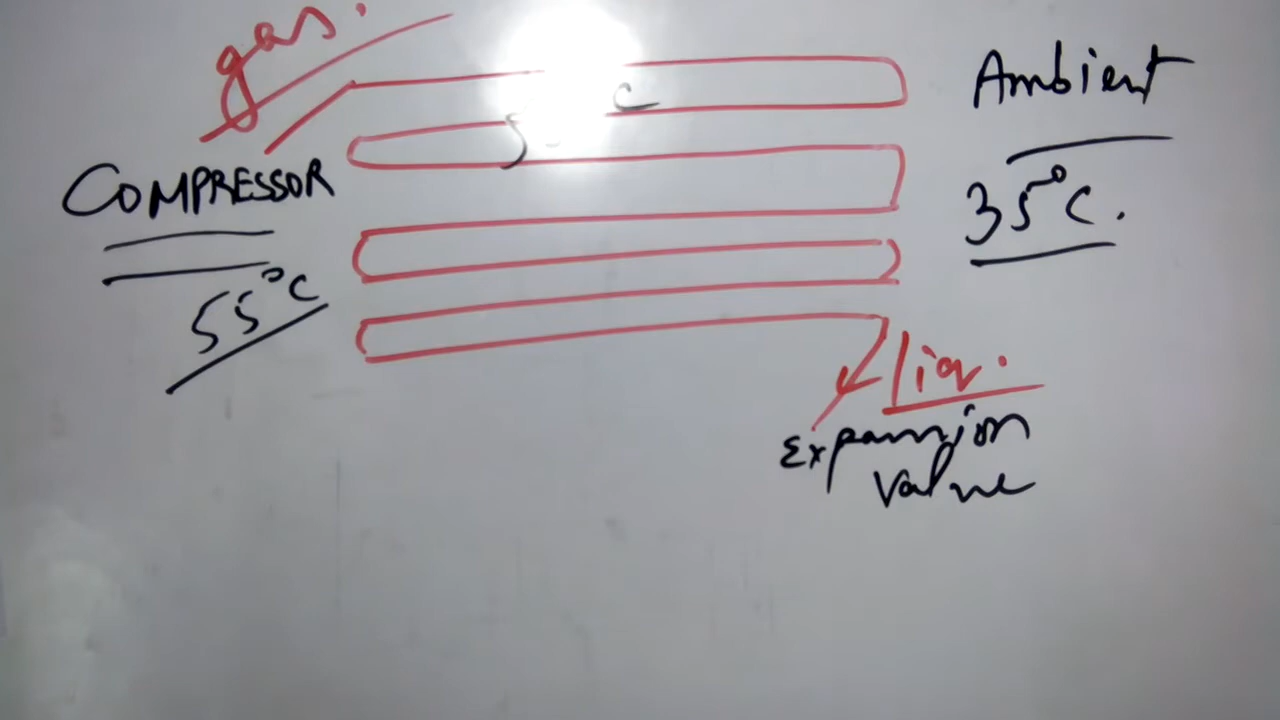 gas.
Ambient
COMPRESSOR
35°C.
55°C
liq.
Expansion
Valve